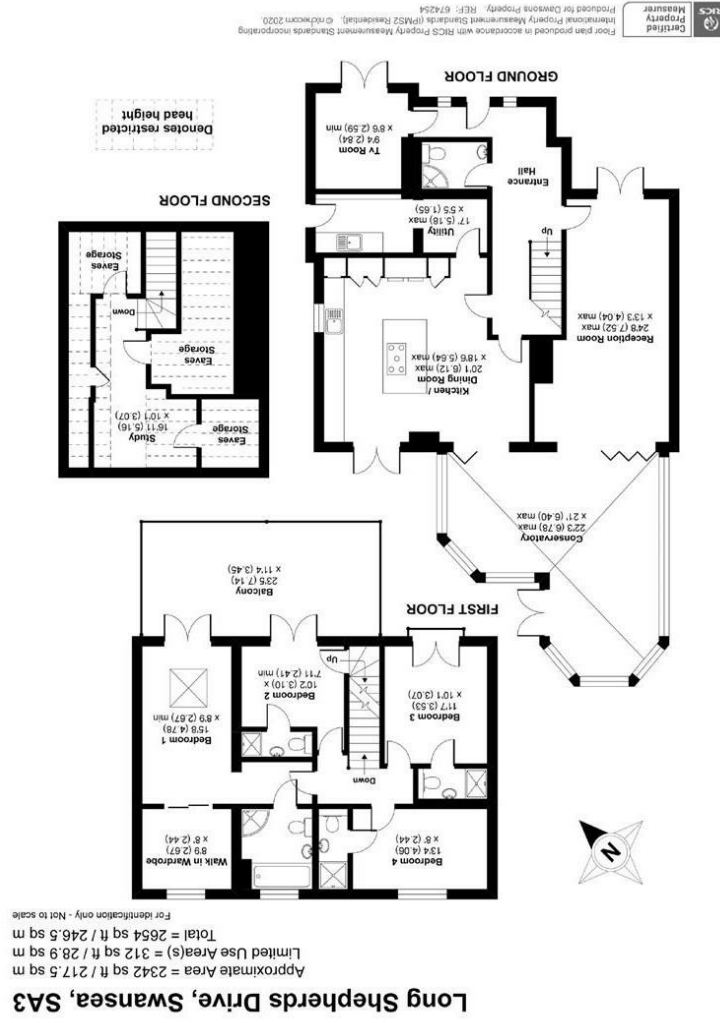 Long Shepherds Drive, Swansea, SA3
Approximate Area = 2342 sq ft / 217.5 sq m
Limited Use Area(s) = 312 sq ft / 28.9 sq m
Total = 2654 sq ft / 246.5 sq m
For identification only - Not to scale
N
Bedroom 4
13'4 (4.06)
x 8' (2.44)
Walk in Wardrobe
8'9 (2.67)
x 8' (2.44)
Down
Bedroom 3
11'7 (3.53)
x 10'1 (3.07)
Up
Bedroom 2
10'2 (3.10) x
7'11 (2.41) min
Bedroom 1
15'8 (4.78)
x 8'9 (2.67) min
FIRST FLOOR
Balcony
23'5 (7.14)
x 11'4 (3.45)
Conservatory
22'3 (6.78) max
x 21' (6.40) max
Kitchen /
Dining Room
20'1 (6.12) max
x 18'6 (5.64) max
Reception Room
24'8 (7.52) max
x 13'3 (4.04) max
Up
Utility
17' (5.18) max
x 5'5 (1.65)
Entrance
Hall
Tv Room
9'4 (2.84)
x 8'6 (2.59) min
GROUND FLOOR
Eaves
Storage
Study
16'11 (5.16)
x 10'1 (3.07)
Eaves
Storage
Down
Eaves
Storage
SECOND FLOOR
Denotes restricted
head height
Certified
Property
Measurer
RICS
Floor plan produced in accordance with RICS Property Measurement Standards incorporating
International Property Measurement Standards (IPMS2 Residential). © nichecom 2020.
Produced for Dawsons Property. REF: 674254